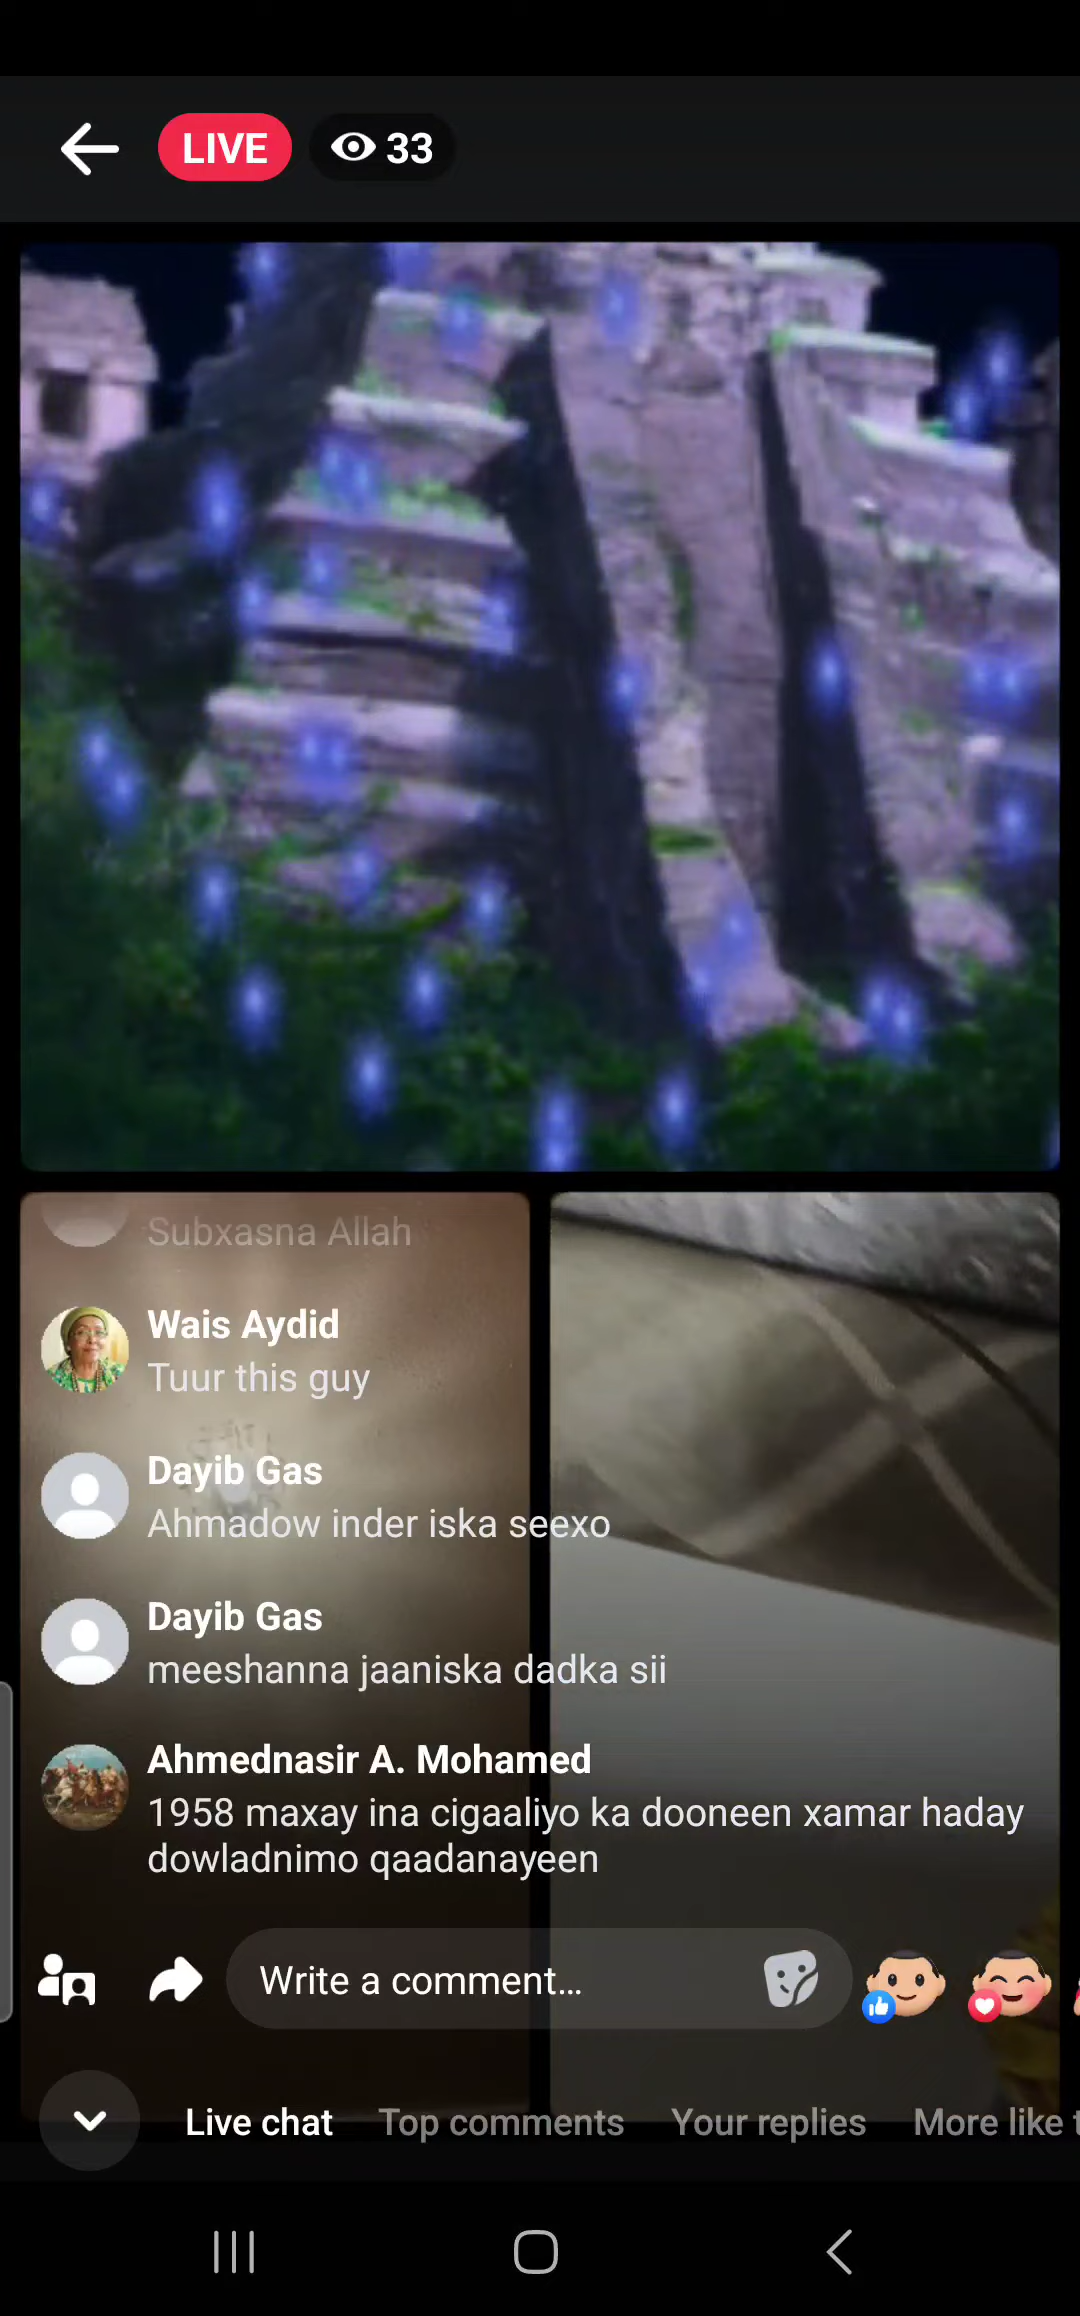 LIVE
33
Subxasna Allah
Wais Aydid
Tuur this guy
Dayib Gas
Ahmadow inder iska seexo
Dayib Gas
meeshanna jaaniska dadka sii
Ahmednasir A. Mohamed
1958 maxay ina cigaaliyo ka dooneen xamar haday
dowladnimo qaadanayeen
Write a comment...
Live chat
Top comments
Your replies
More like